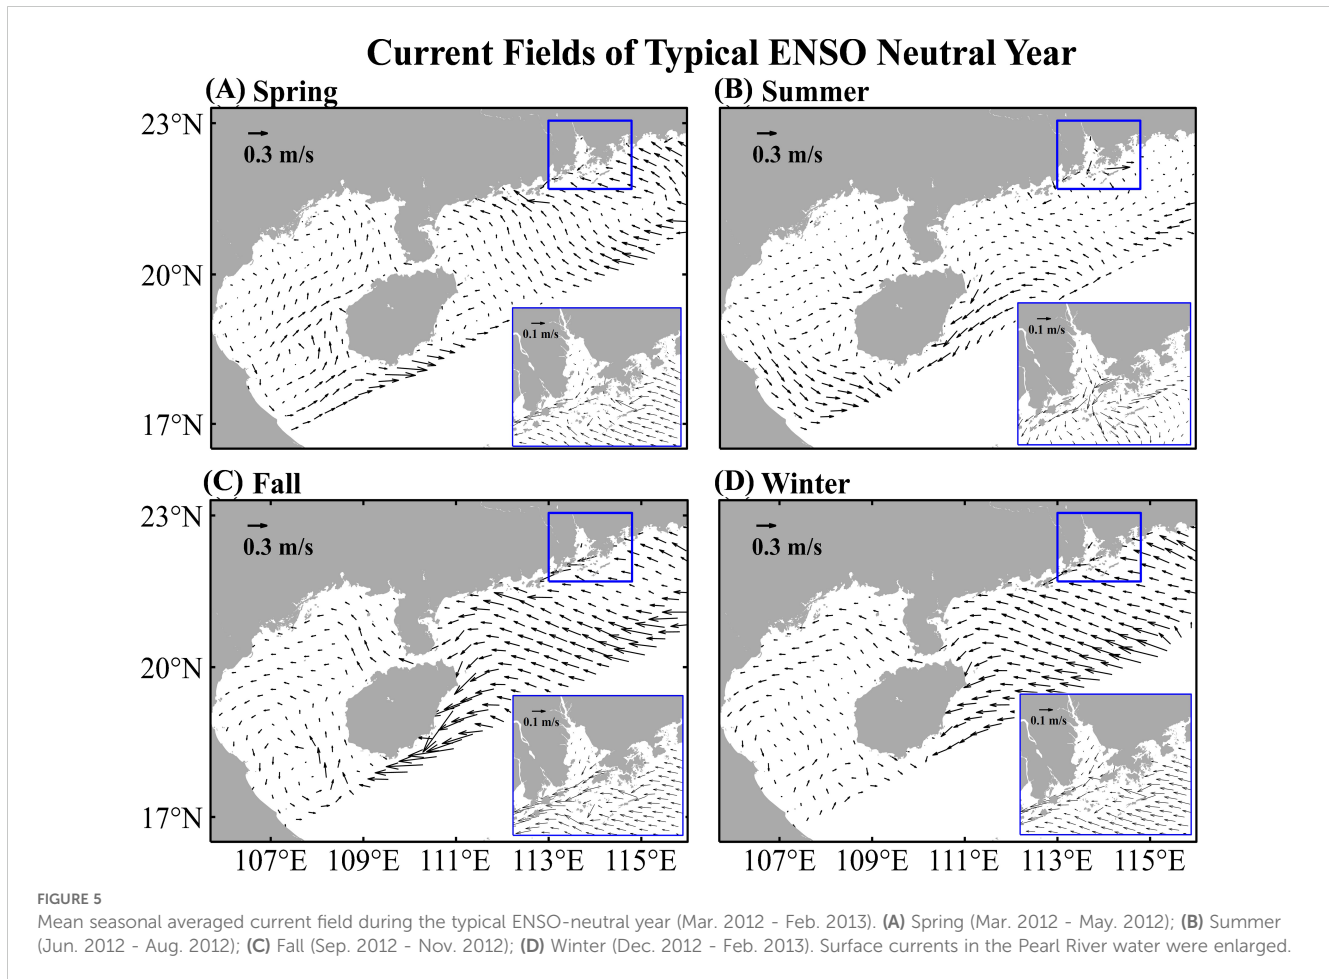 Current Fields of Typical ENSO Neutral Year
(A) Spring
(B) Summer
23°N
20°N
17°N
0.3 m/s
0.1 m/s
0.3 m/s
0.1 m/s
(C) Fall
(D) Winter
23°N
20°N
17°N
0.3 m/s
0.1 m/s
0.3 m/s
0.1 m/s
107°E 109°E 111°E 113°E 115°E
107°E 109°E 111°E 113°E 115°E
FIGURE 5
Mean seasonal averaged current field during the typical ENSO-neutral year (Mar. 2012 - Feb. 2013). (A) Spring (Mar. 2012 - May. 2012); (B) Summer
(Jun. 2012 - Aug. 2012); (C) Fall (Sep. 2012 - Nov. 2012); (D) Winter (Dec. 2012 - Feb. 2013). Surface currents in the Pearl River water were enlarged.